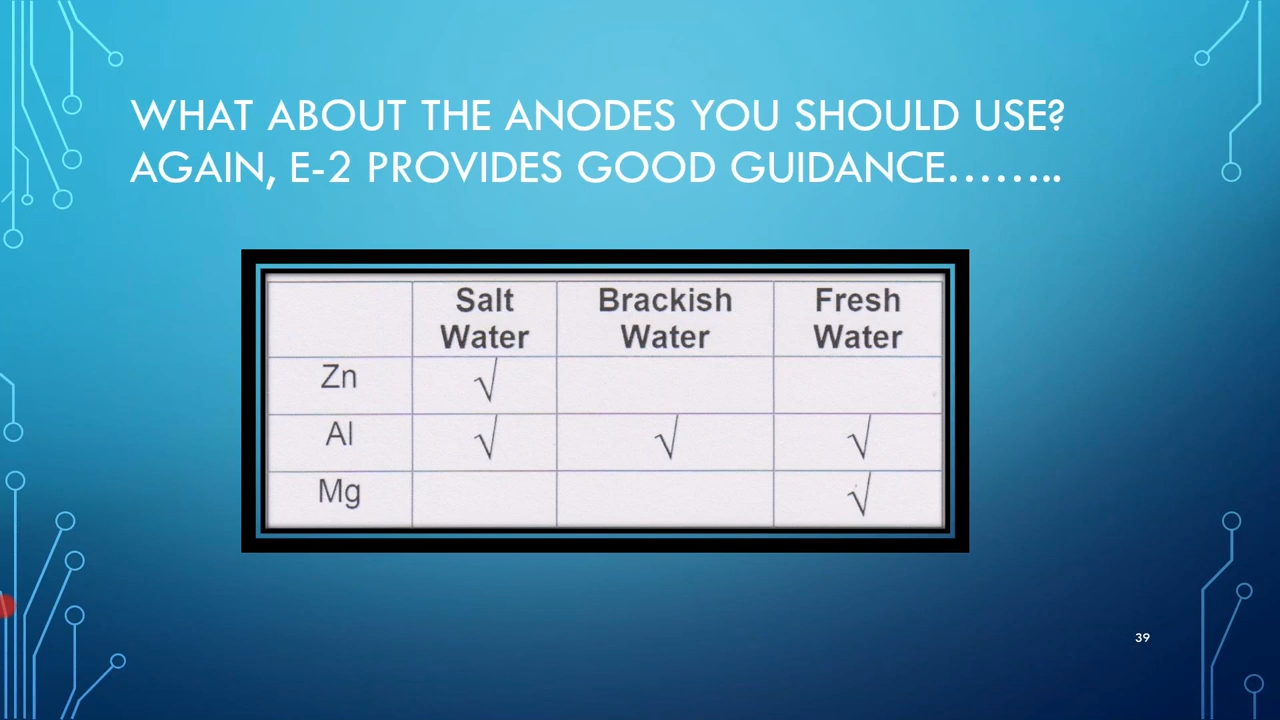 WHAT ABOUT THE ANODES YOU SHOULD USE?
AGAIN, E-2 PROVIDES GOOD GUIDANCE……..
Salt Water Brackish Water Fresh Water
Zn √
Al √ √ √
Mg √
39